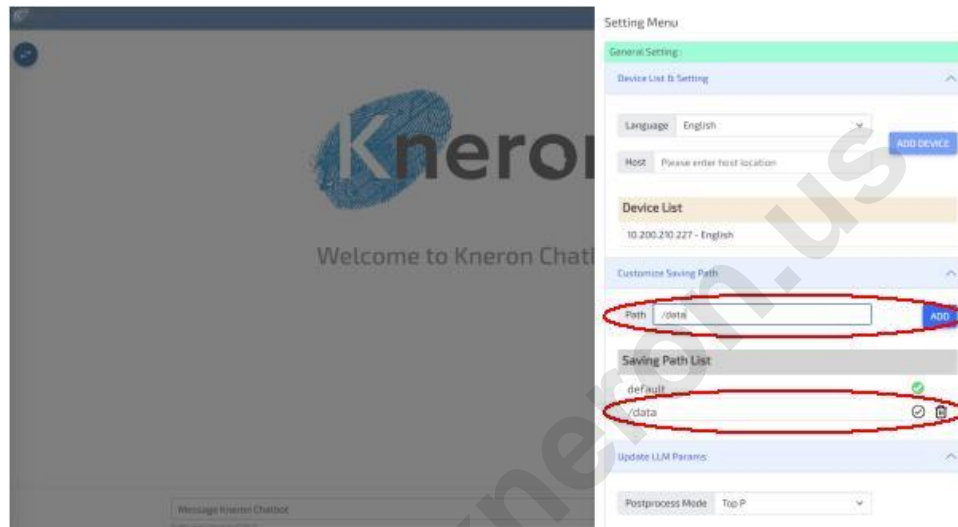 Setting Menu
General Setting :
Device List & Setting
Language English
ADD DEVICE
Host Please enter host location
Kneron
Device List
10.200.210.227 - English
Welcome to Kneron Chatb
Customize Saving Path
Path /data ADD
Saving Path List
default
/data
Update LLM Params
Postprocess Mode Top P
Message Kneron Chatbot
kneron.us